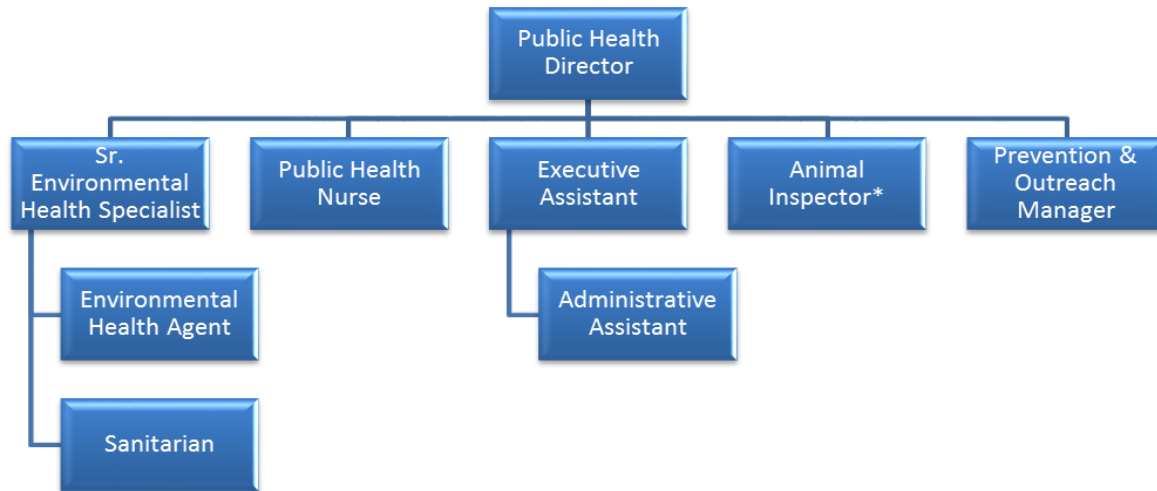 Public Health
Director
Sr.
Environmental
Health Specialist
Public Health
Nurse
Executive
Assistant
Animal
Inspector*
Prevention &
Outreach
Manager
Environmental
Health Agent
Administrative
Assistant
Sanitarian